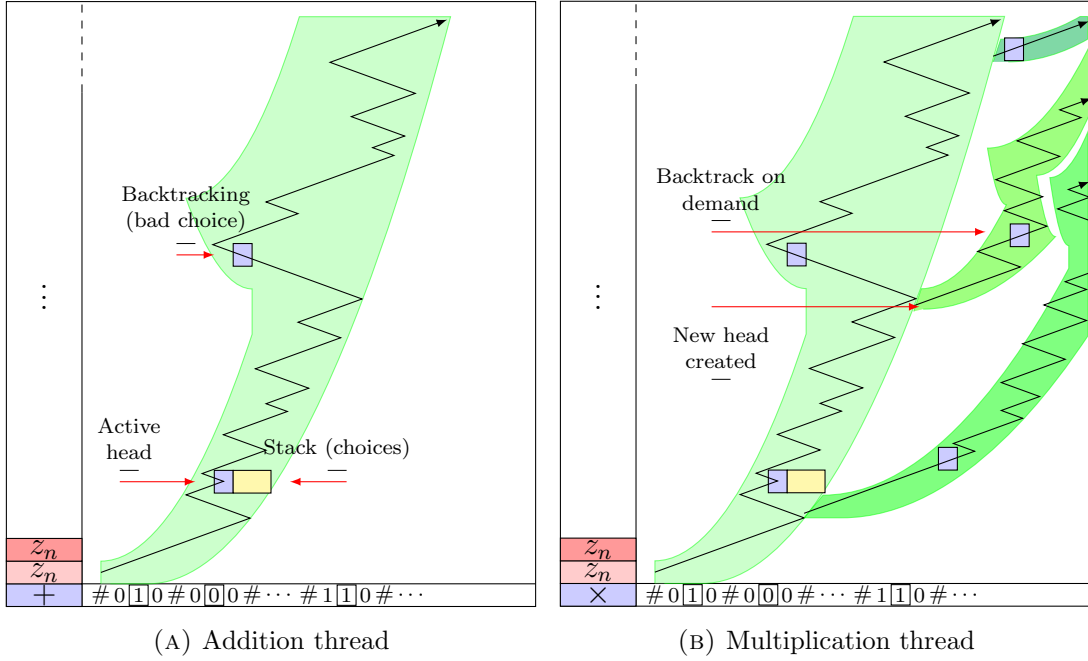 Backtracking
(bad choice)
⋮
Active
head
Stack (choices)
z_n
z_n
+
# 0 1 0 # 0 0 0 # ⋯ # 1 1 0 # ⋯
(A) Addition thread
Backtrack on
demand
⋮
New head
created
z_n
z_n
×
# 0 1 0 # 0 0 0 # ⋯ # 1 1 0 # ⋯
(B) Multiplication thread